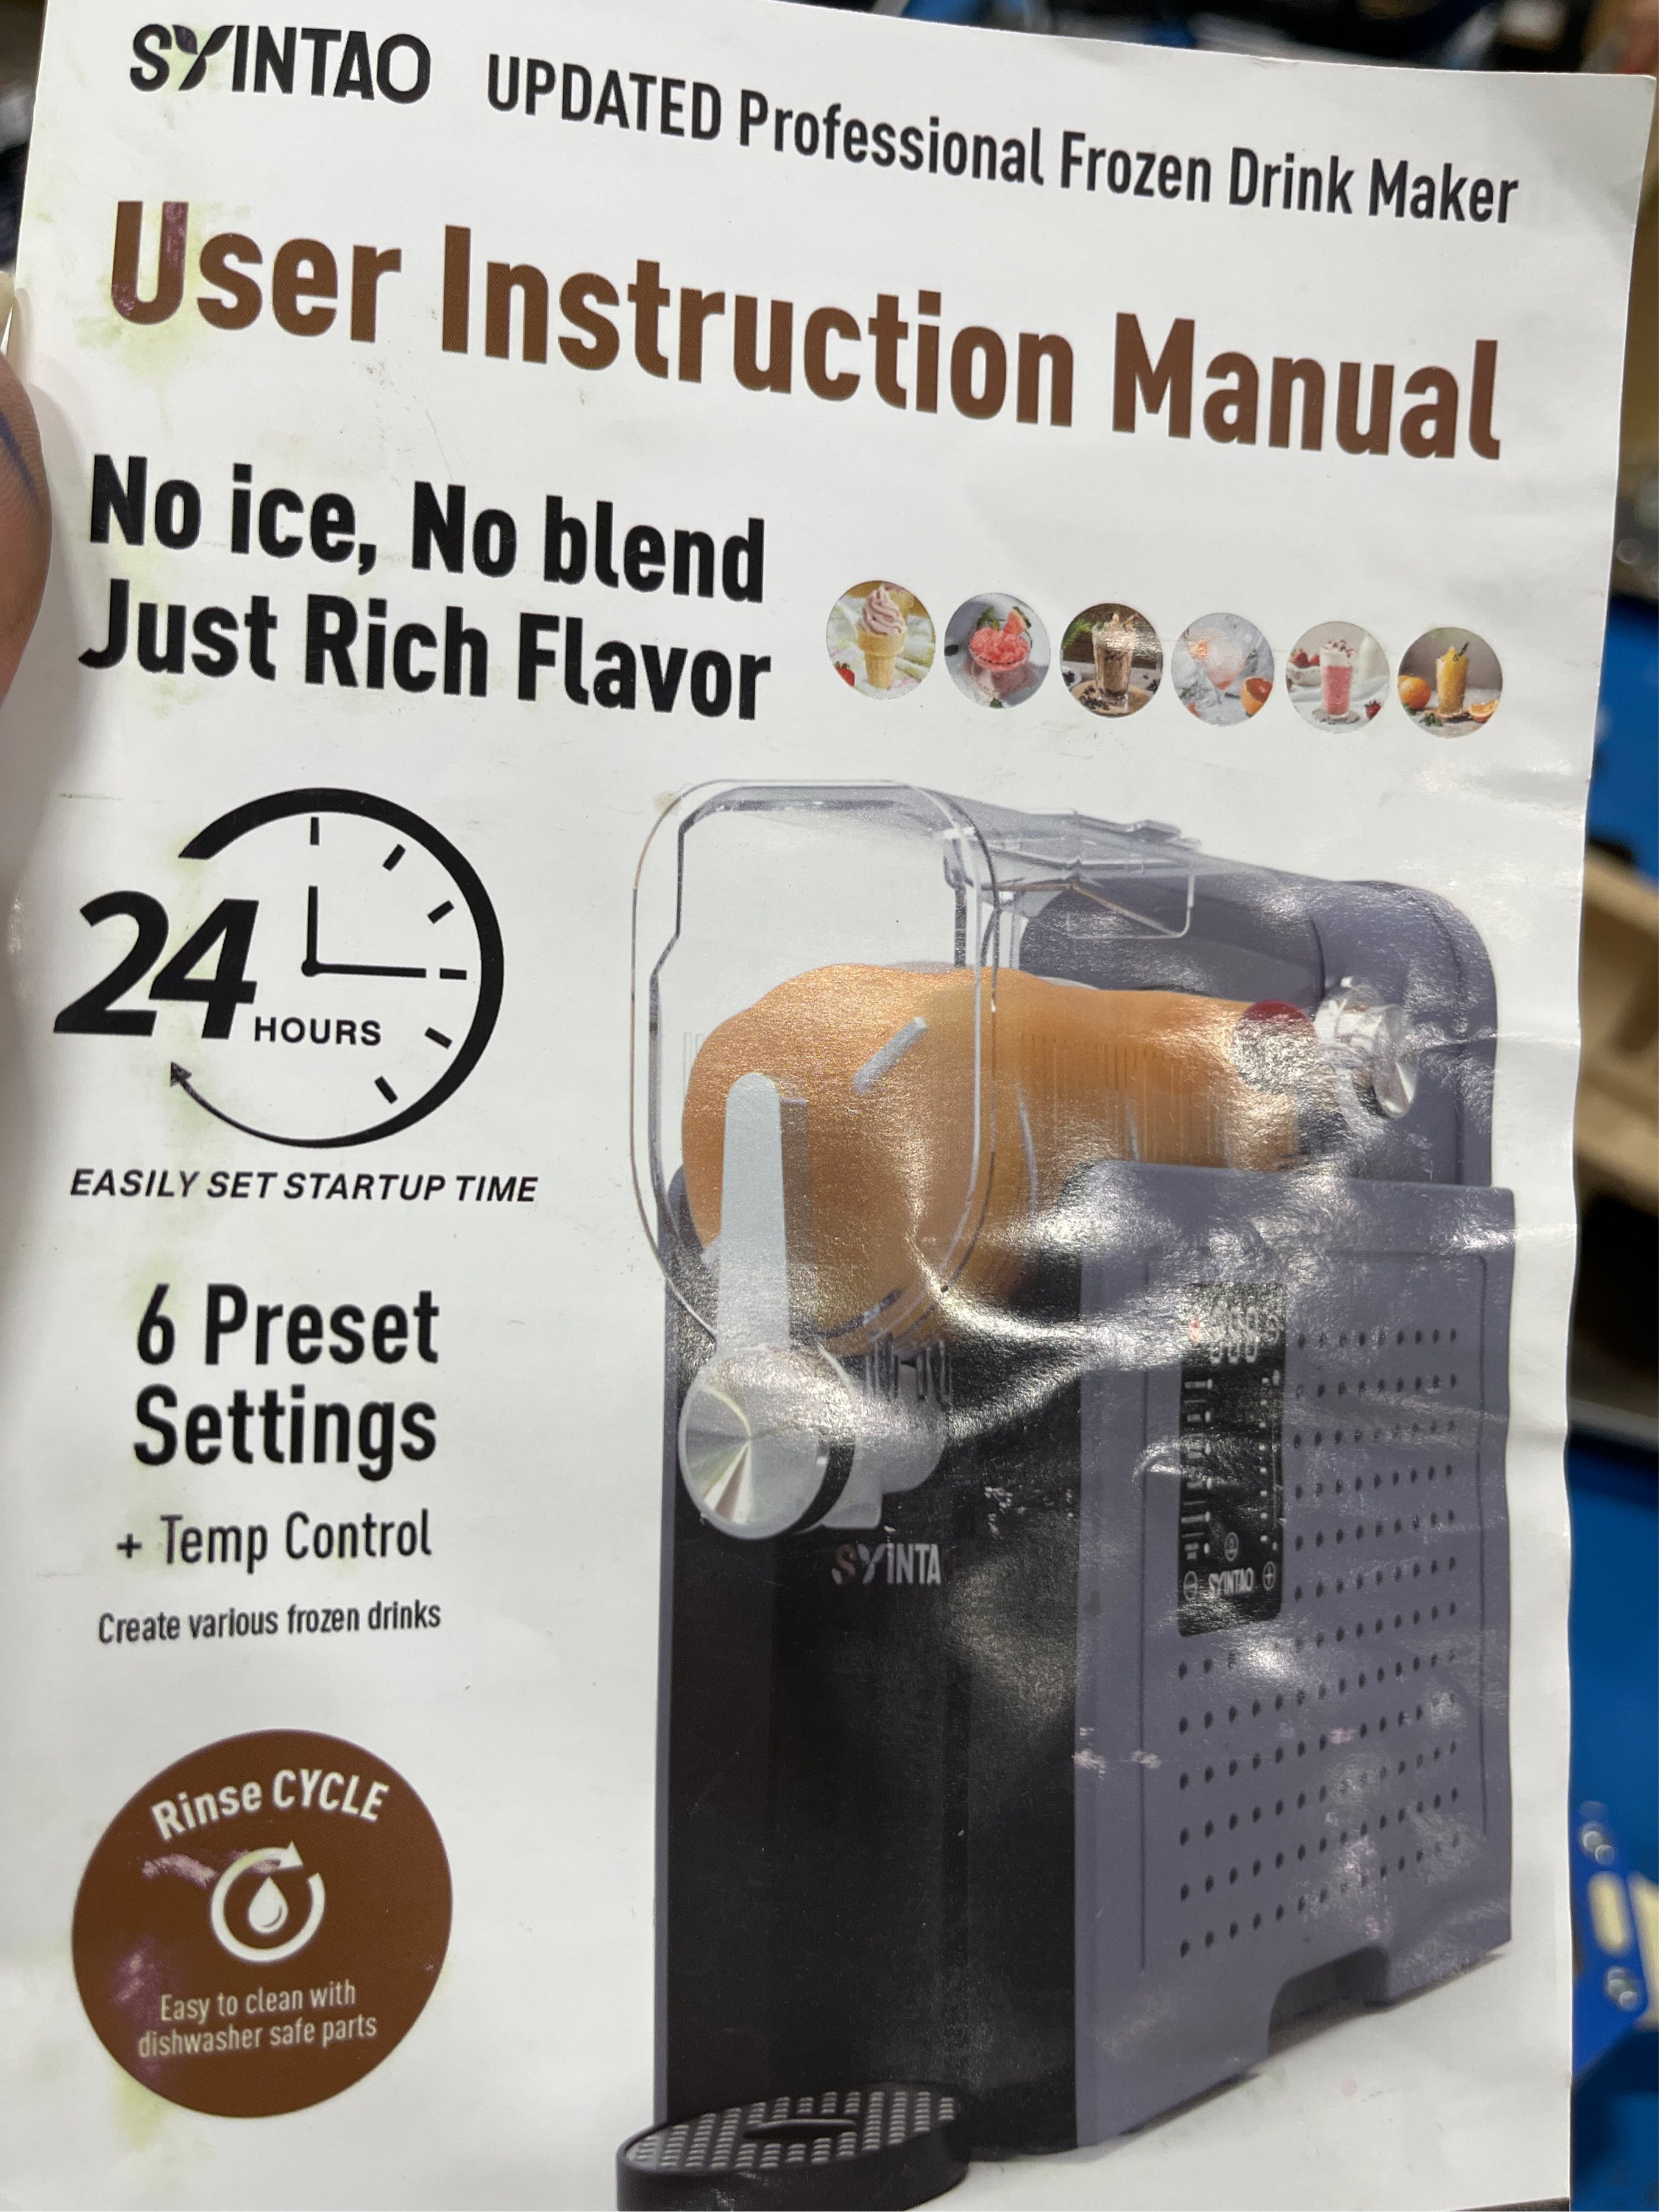 SYINTAO UPDATED Professional Frozen Drink Maker
User Instruction Manual
No ice, No blend
Just Rich Flavor
24 HOURS
EASILY SET STARTUP TIME
6 Preset
Settings
+ Temp Control
Create various frozen drinks
SYINTA
SYINTAO
Rinse CYCLE
Easy to clean with
dishwasher safe parts